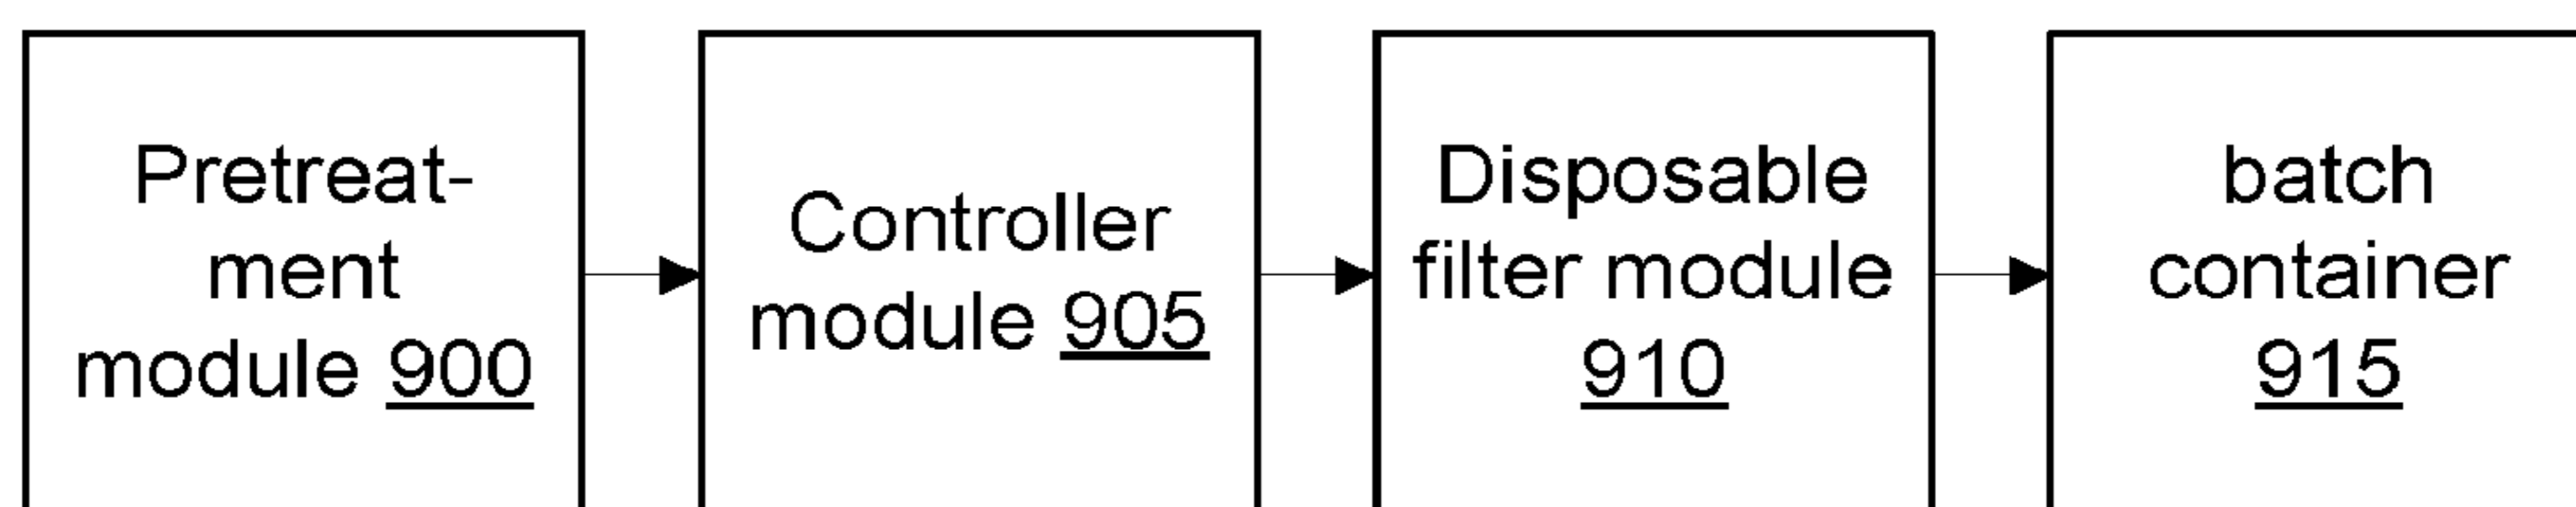 Pretreat-
ment
module 900
Controller
module 905
Disposable
filter module
910
batch
container
915